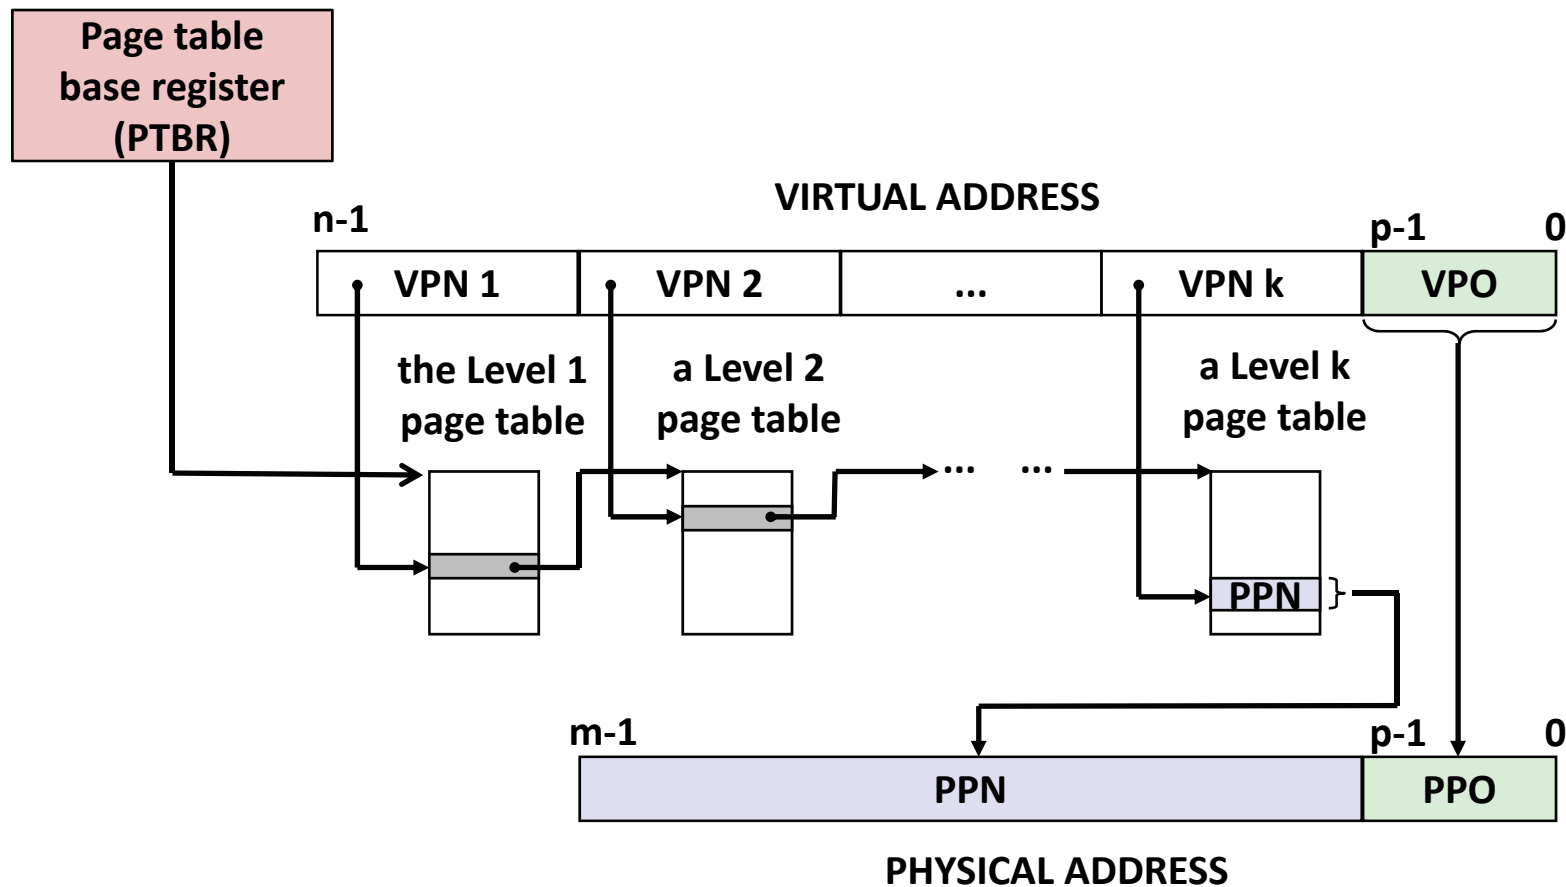 Page table
base register
(PTBR)
VIRTUAL ADDRESS
n-1
p-1
0
VPN 1
VPN 2
...
VPN k
VPO
the Level 1
page table
a Level 2
page table
a Level k
page table
...
...
PPN
m-1
p-1
0
PPN
PPO
PHYSICAL ADDRESS